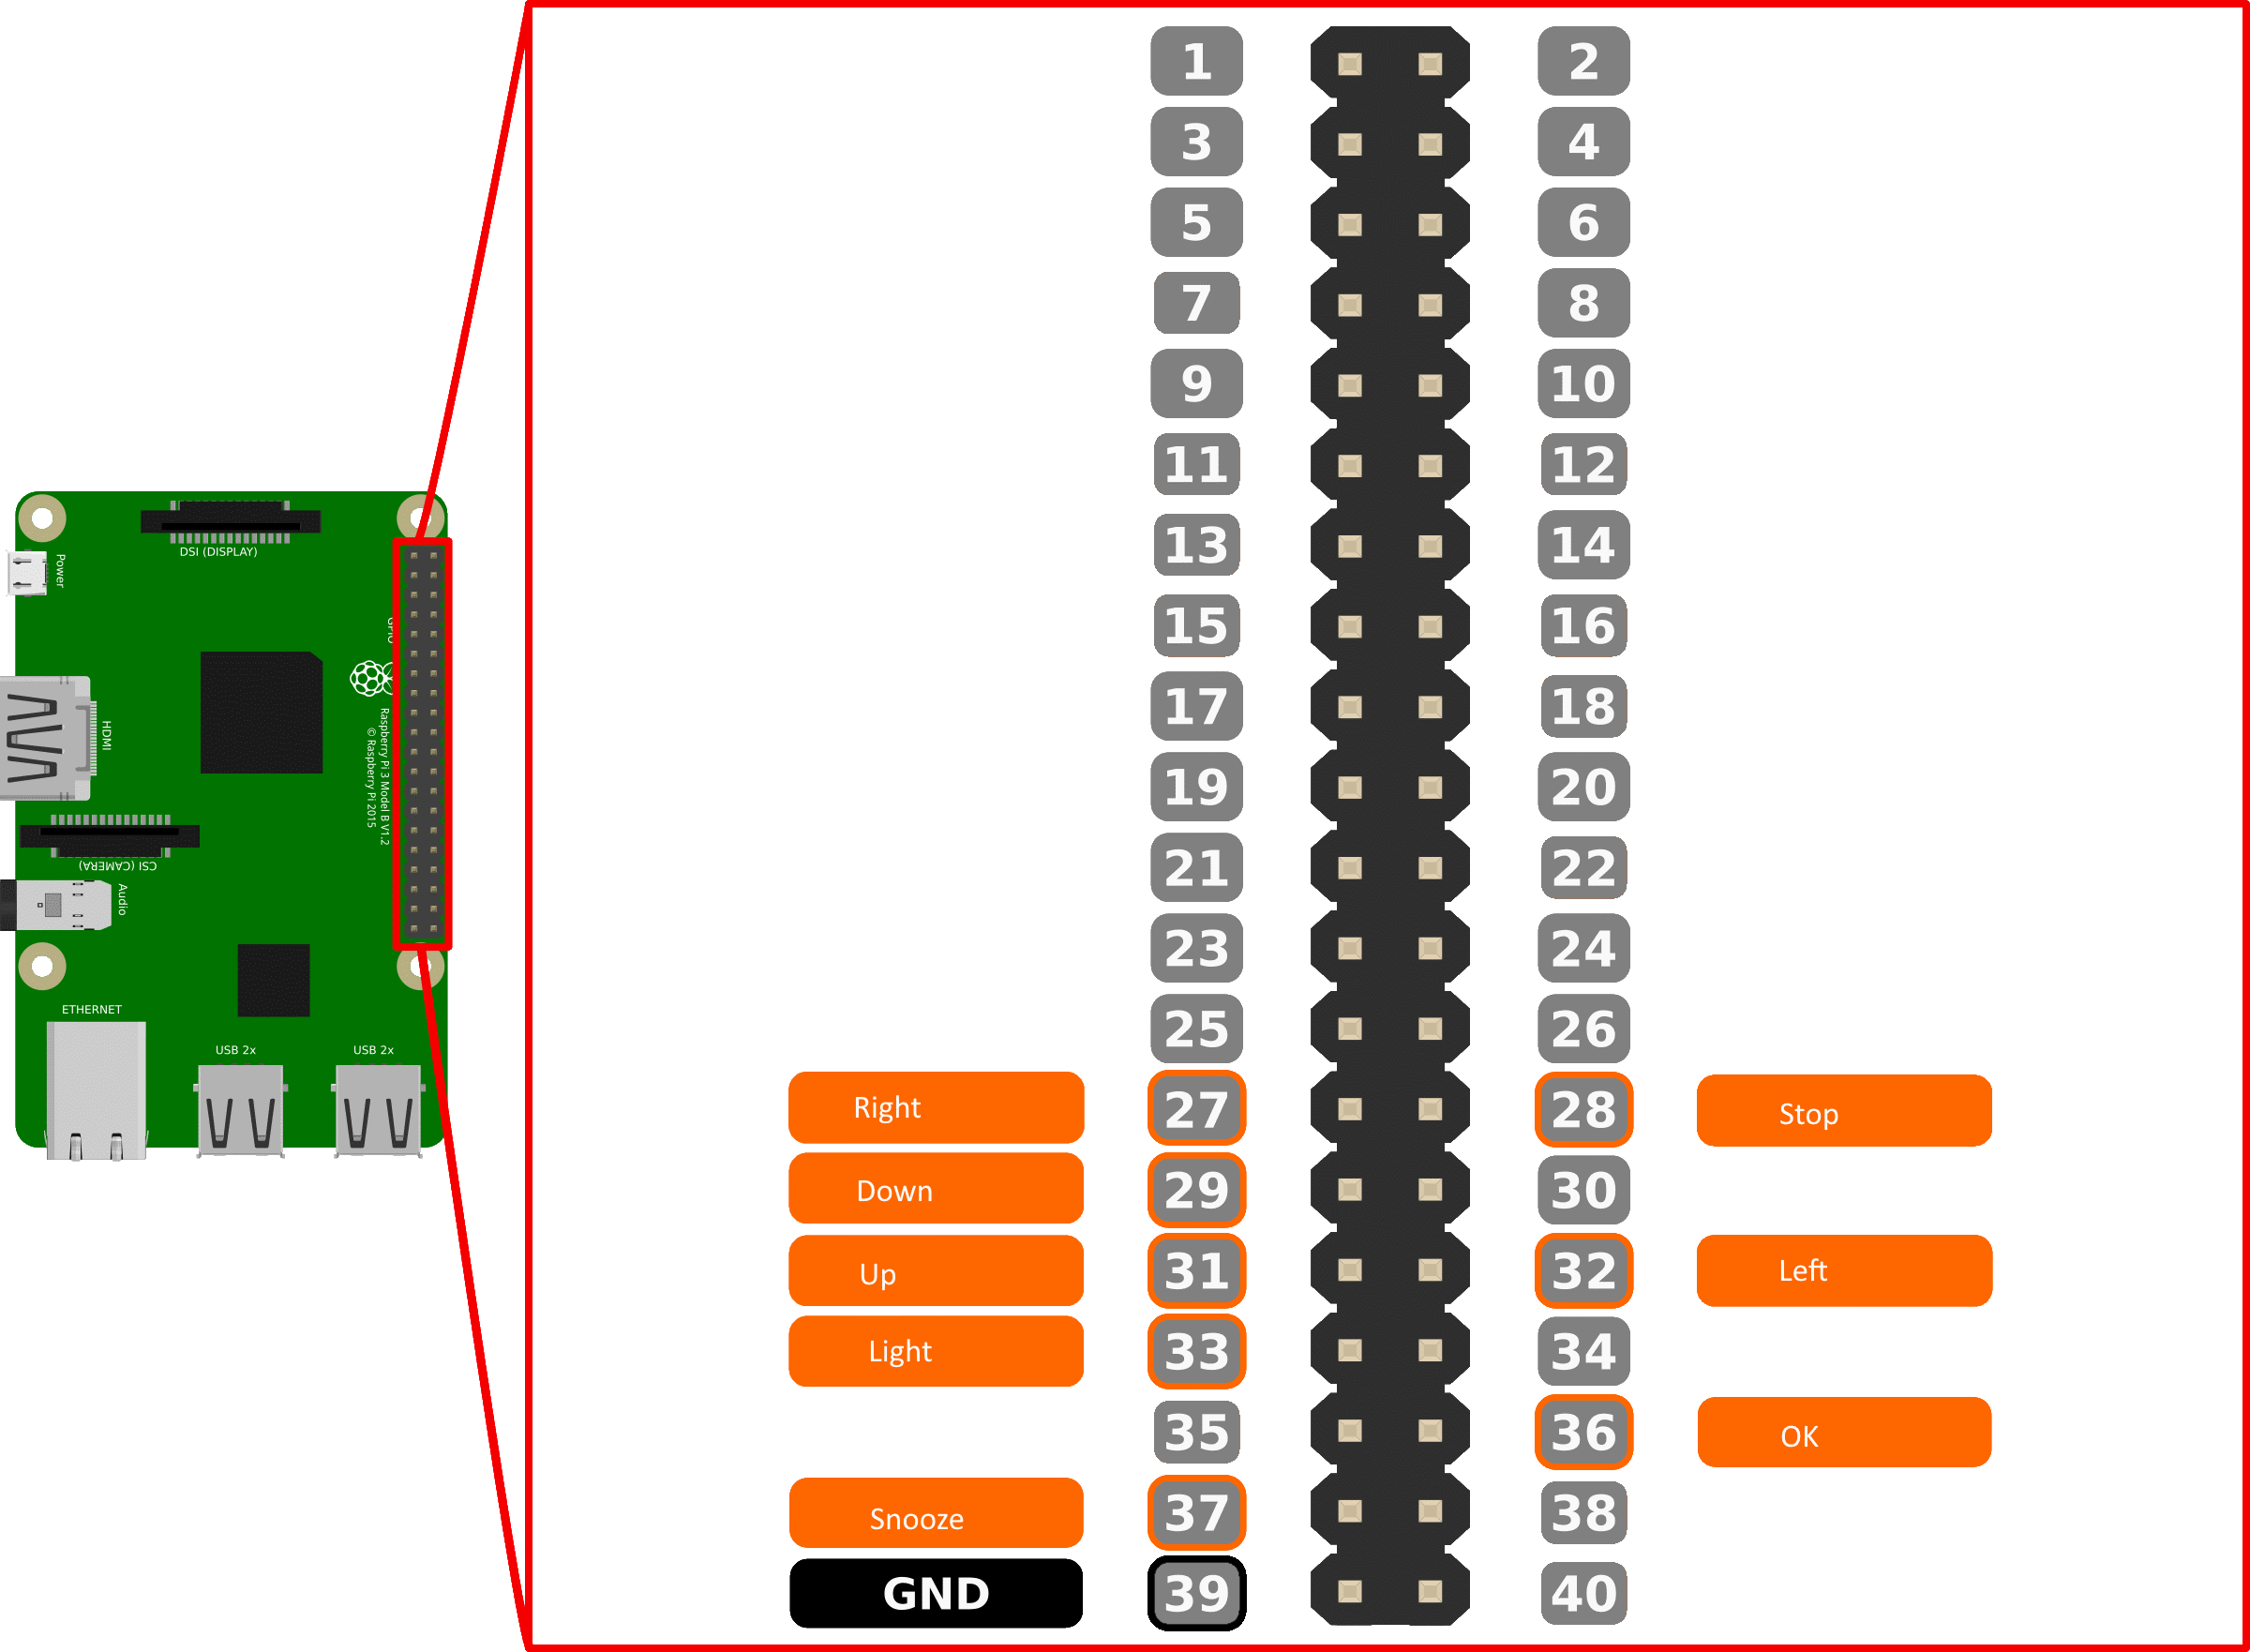 1 2
3 4
5 6
7 8
9 10
11 12
13 14
15 16
17 18
19 20
21 22
23 24
25 26
Right 27 28 Stop
Down 29 30
Up 31 32 Left
Light 33 34
35 36 OK
Snooze 37 38
GND 39 40
DSI (DISPLAY)
Power
GPIO
HDMI
Raspberry Pi 3 Model B V1.2
© Raspberry Pi 2015
CSI (CAMERA)
Audio
ETHERNET
USB 2x
USB 2x